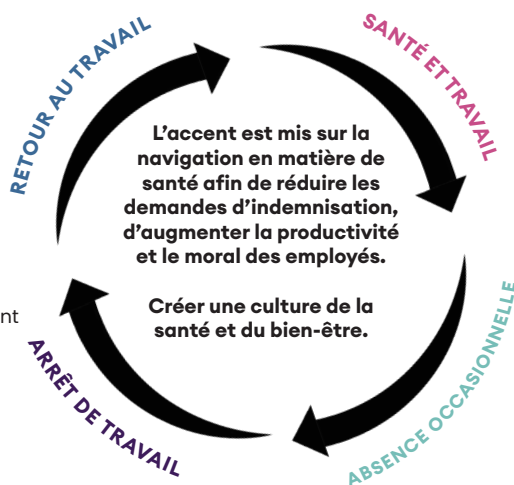 RETOUR AU TRAVAIL
SANTÉ ET TRAVAIL
L'accent est mis sur la
navigation en matière de
santé afin de réduire les
demandes d'indemnisation,
d'augmenter la productivité
et le moral des employés.
Créer une culture de la
santé et du bien-être.
nt
ARRÊT DE TRAVAIL
ABSENCE OCCASIONNELLE